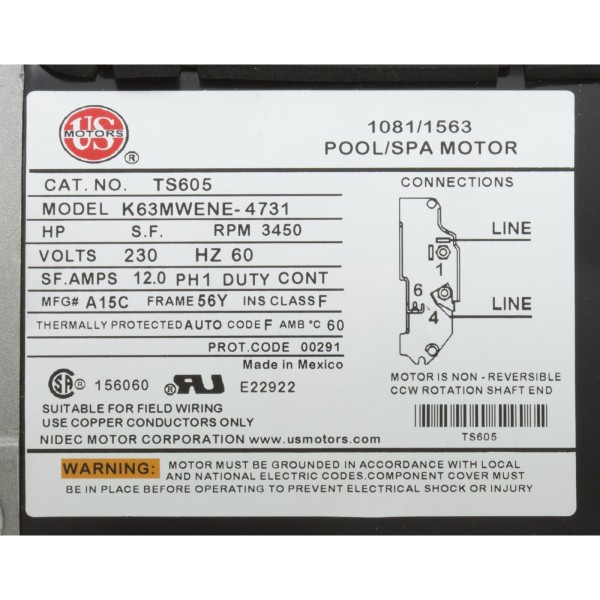 US
MOTORS
®
1081/1563
POOL/SPA MOTOR
CAT. NO. TS605
MODEL K63MWENE-4731
HP S.F. RPM 3450
VOLTS 230 HZ 60
SF.AMPS 12.0 PH1 DUTY CONT
MFG# A15C FRAME 56Y INS CLASS F
THERMALLY PROTECTED AUTO CODE F AMB °C 60
PROT.CODE 00291
Made in Mexico
SA ® 156060 RU E22922
SUITABLE FOR FIELD WIRING
USE COPPER CONDUCTORS ONLY
NIDEC MOTOR CORPORATION www.usmotors.com
CONNECTIONS
LINE
1
6
LINE
4
MOTOR IS NON - REVERSIBLE
CCW ROTATION SHAFT END
TS605
WARNING: MOTOR MUST BE GROUNDED IN ACCORDANCE WITH LOCAL
AND NATIONAL ELECTRIC CODES.COMPONENT COVER MUST
BE IN PLACE BEFORE OPERATING TO PREVENT ELECTRICAL SHOCK OR INJURY